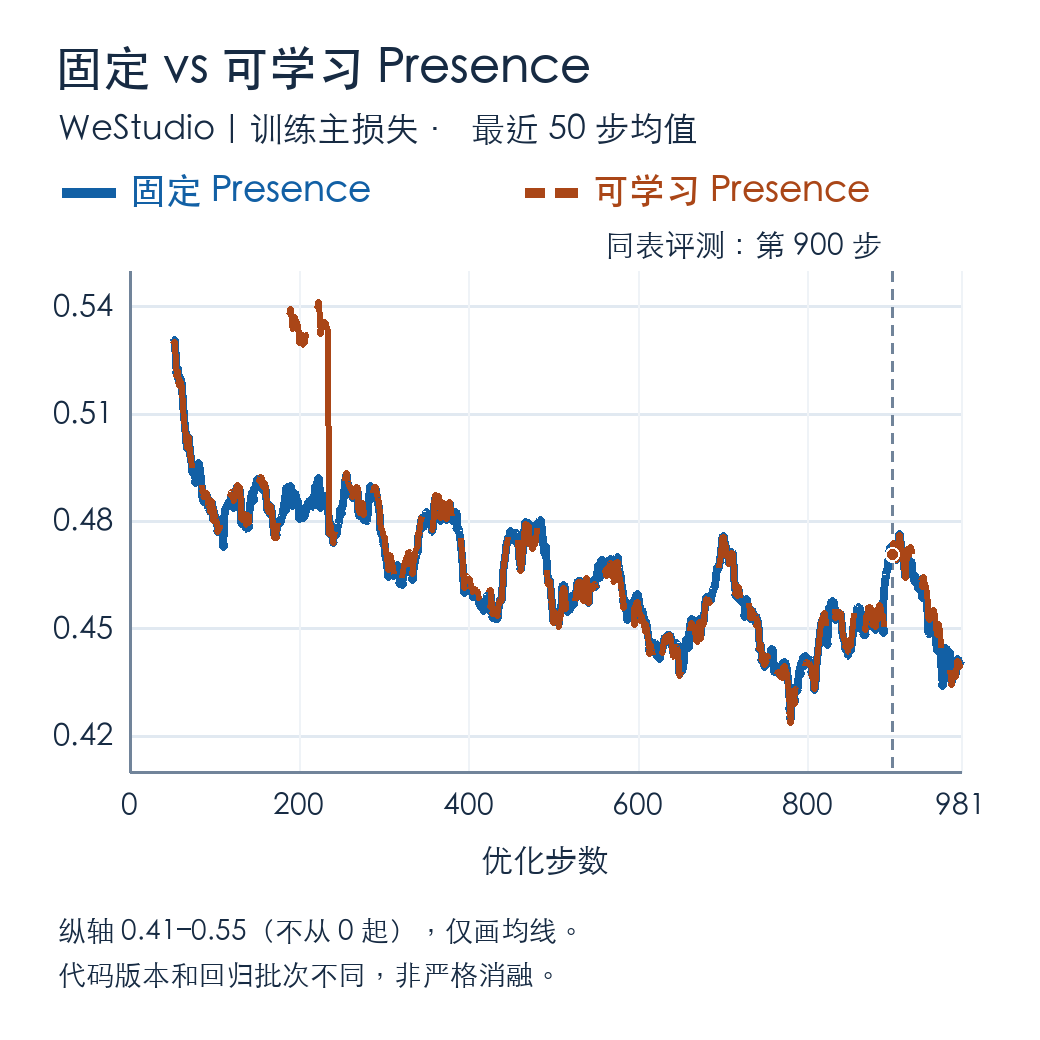 固定 vs 可学习 Presence
WeStudio | 训练主损失 · 最近 50 步均值
固定 Presence
可学习 Presence
同表评测：第 900 步
0.54
0.51
0.48
0.45
0.42
0 200 400 600 800 981
优化步数
纵轴 0.41–0.55（不从 0 起），仅画均线。
代码版本和回归批次不同，非严格消融。